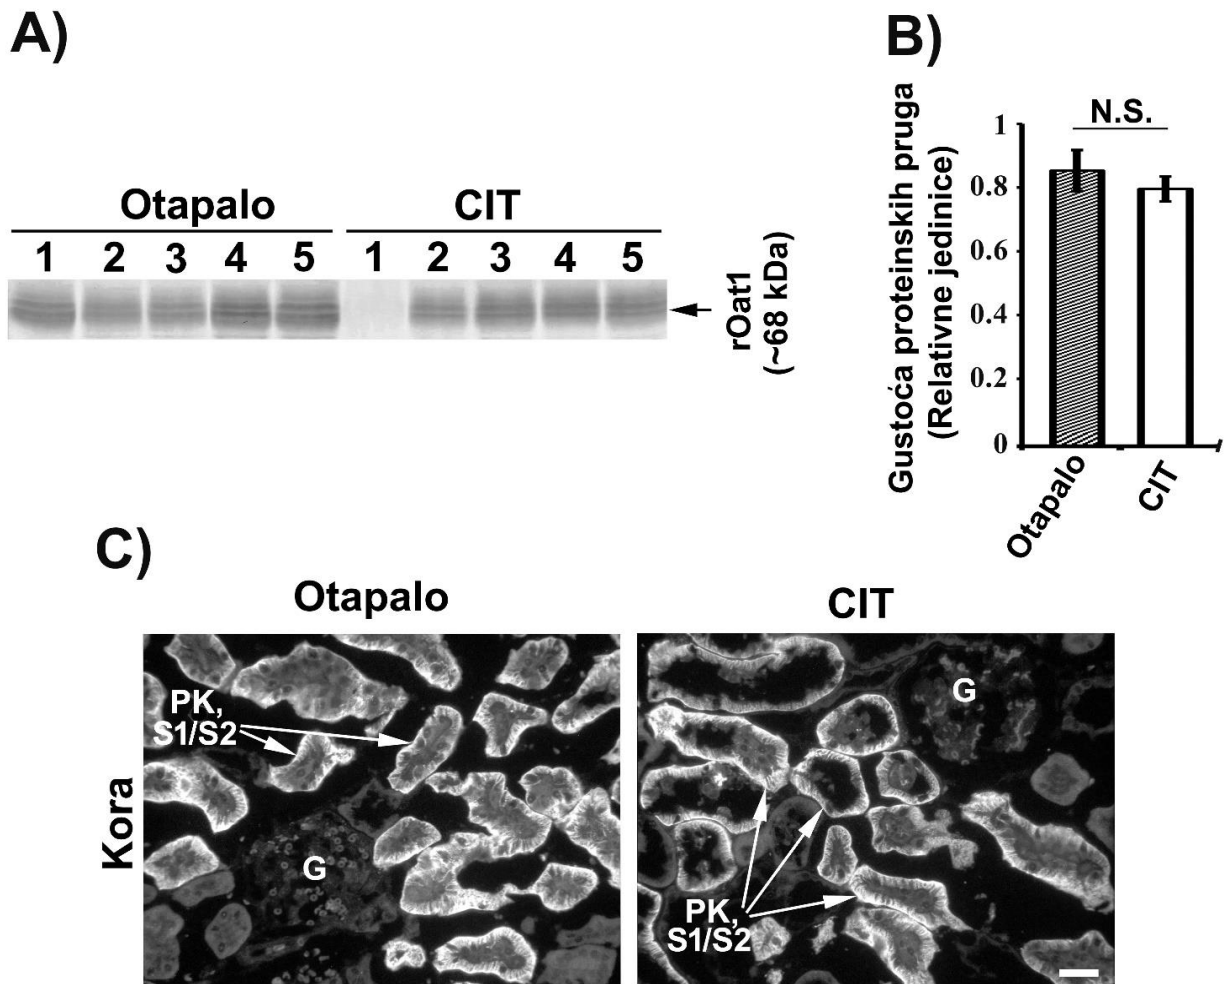 A)
Otapalo CIT
1 2 3 4 5 1 2 3 4 5
rOat1
(~68 kDa)
B)
Gustoća proteinskih pruga
(Relativne jedinice)
N.S.
1
0.8
0.6
0.4
0.2
0
Otapalo
CIT
C)
Otapalo
CIT
Kora
PK,
S1/S2
G
G
PK,
S1/S2